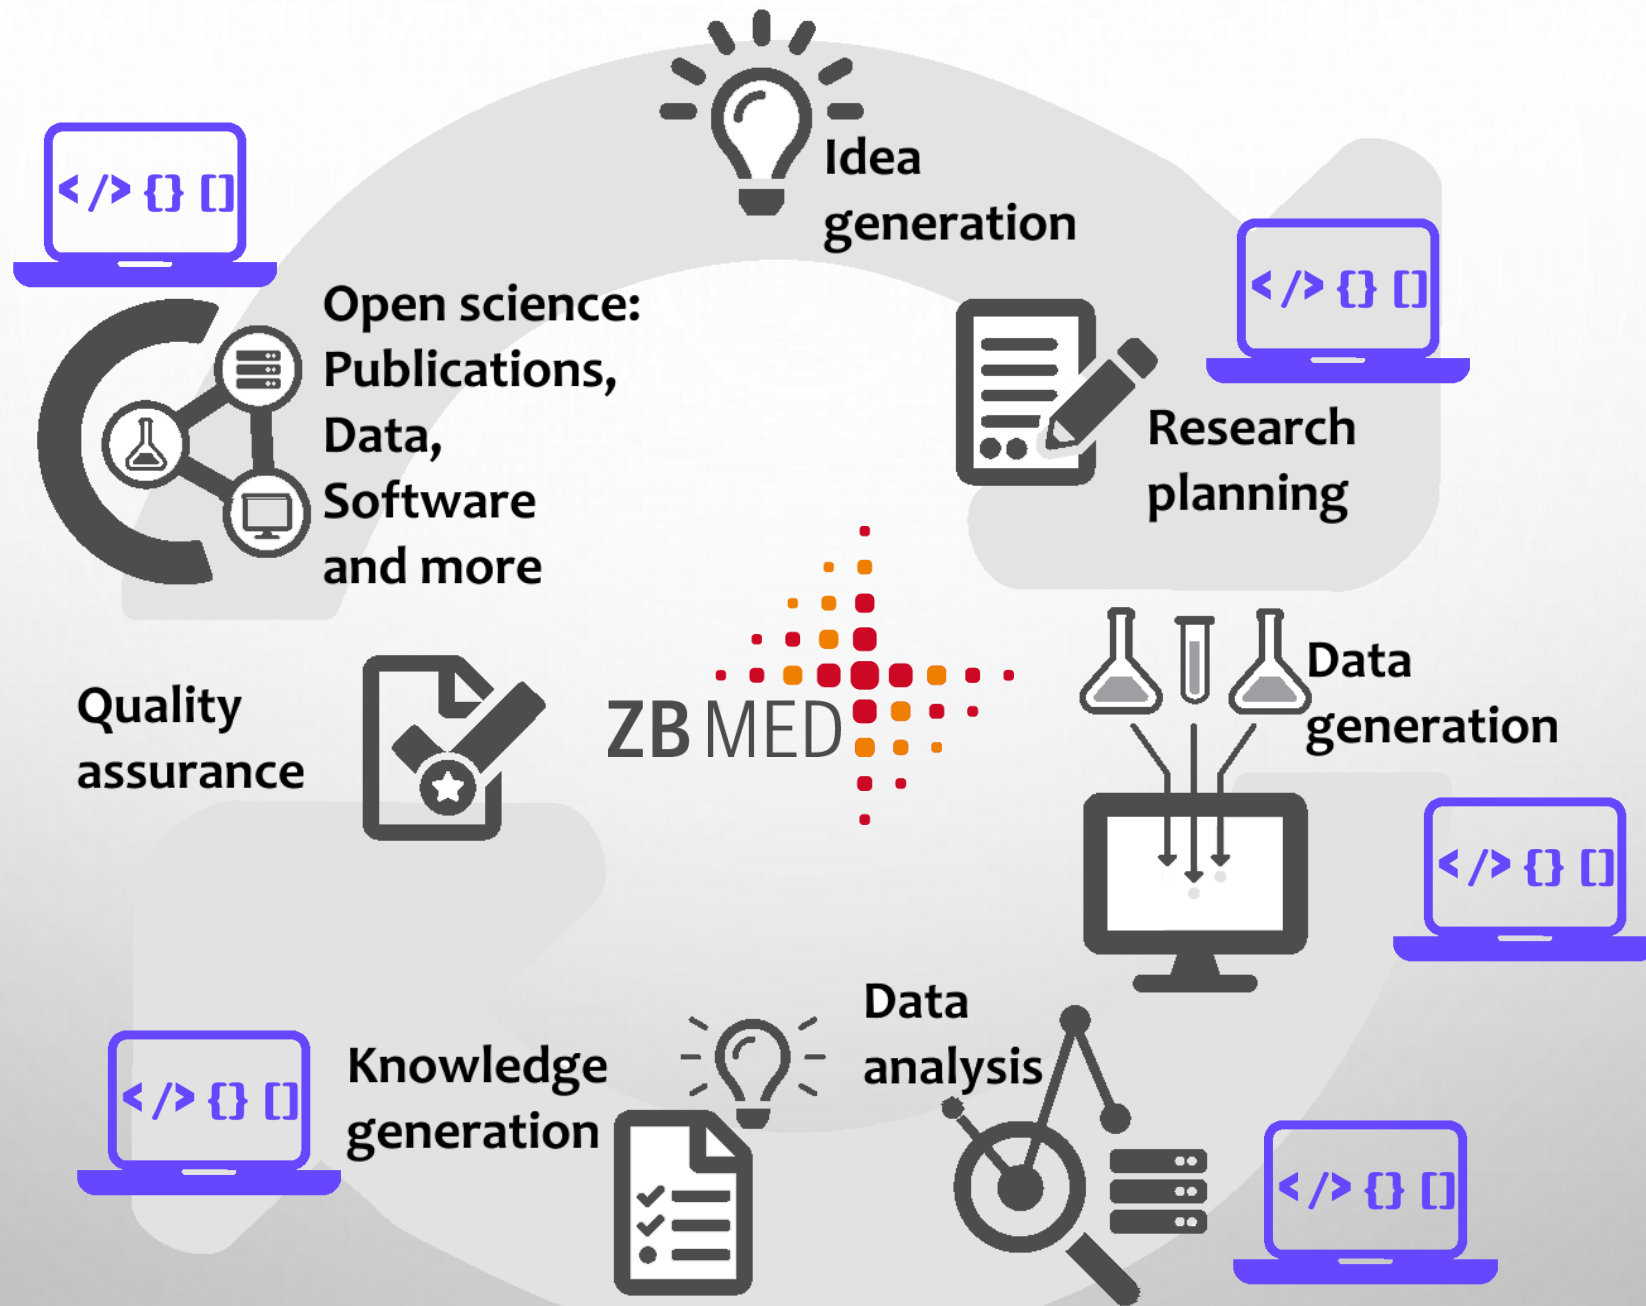 Idea
generation
</> {} []
Research
planning
</> {} []
Data
generation
</> {} []
Data
analysis
</> {} []
Knowledge
generation
</> {} []
Quality
assurance
Open science:
Publications,
Data,
Software
and more
</> {} []
ZB MED